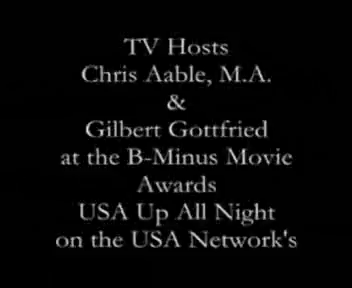 TV Hosts
Chris Aable, M.A.
&
Gilbert Gottfried
at the B-Minus Movie
Awards
USA Up All Night
on the USA Network's